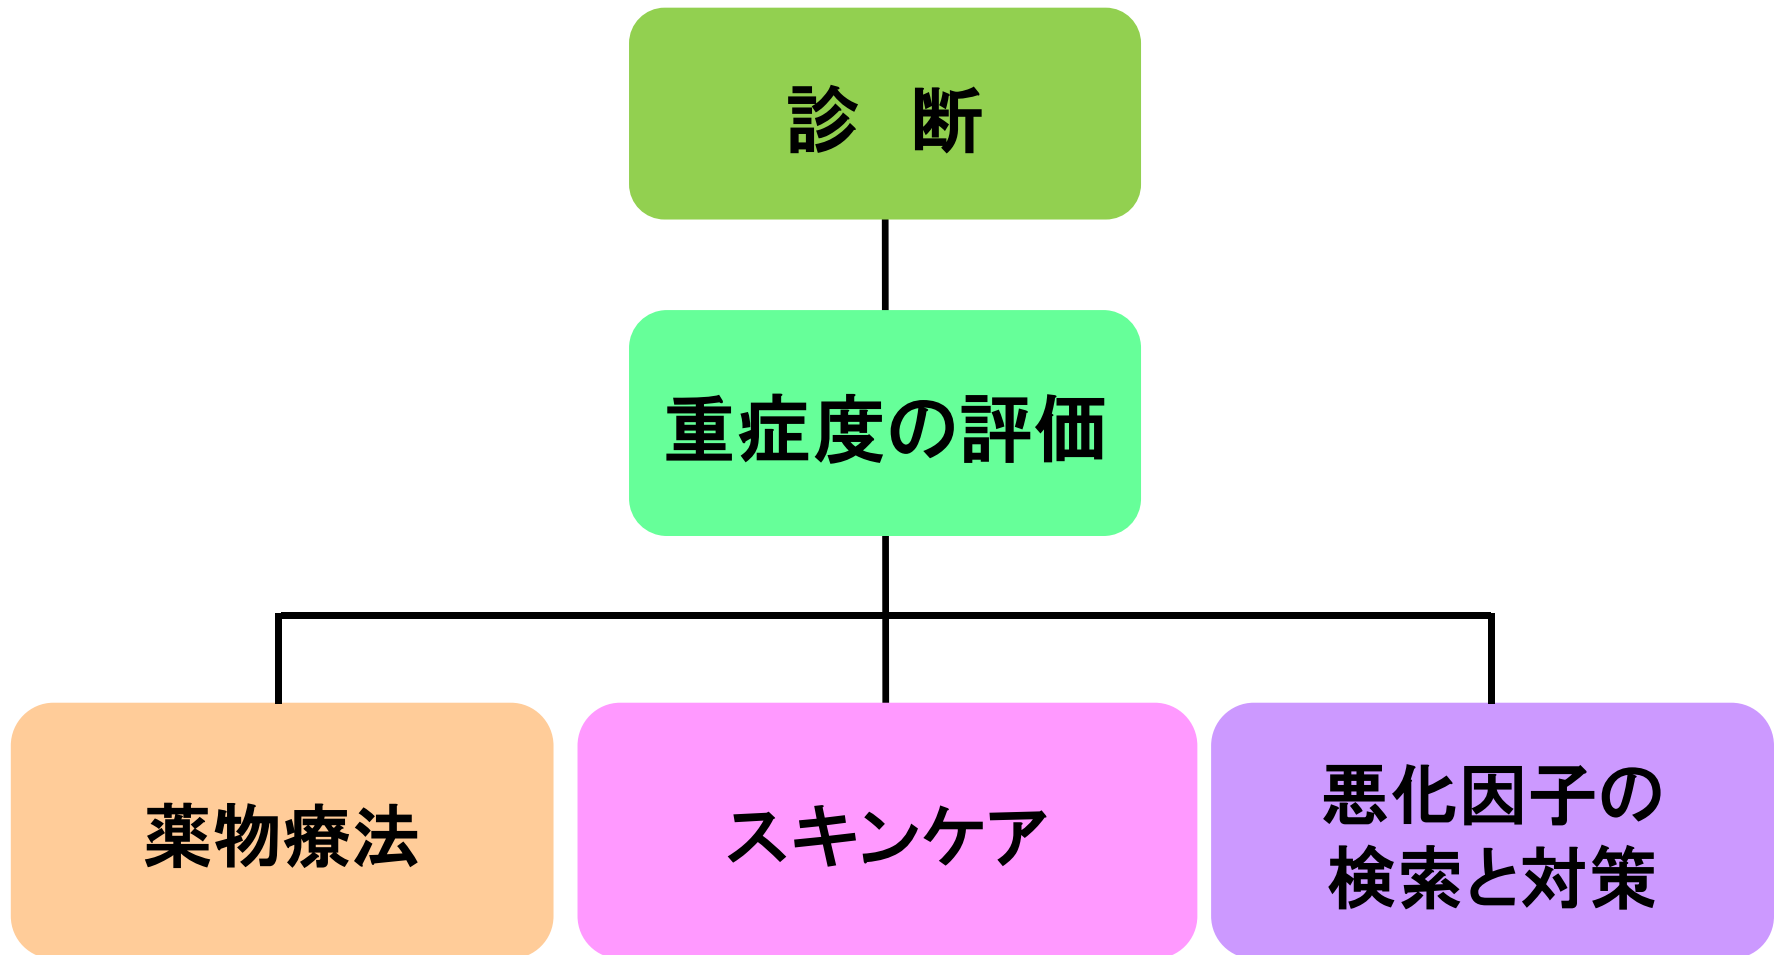 診　断
重症度の評価
薬物療法
スキンケア
悪化因子の
検索と対策